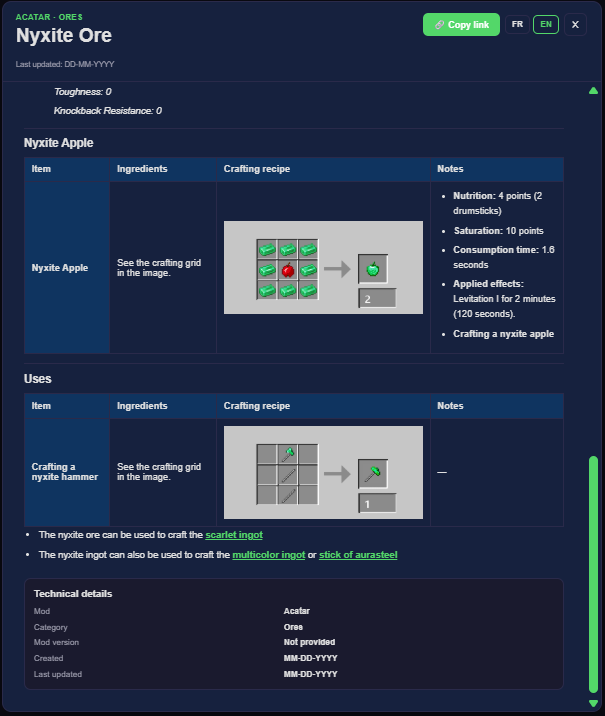 ACATAR · ORES
Nyxite Ore
Copy link
FR
EN
X
Last updated: DD-MM-YYYY
Toughness: 0
Knockback Resistance: 0
Nyxite Apple
Item Ingredients Crafting recipe Notes
Nyxite Apple
See the crafting grid
in the image.
2
• Nutrition: 4 points (2
drumsticks)
• Saturation: 10 points
• Consumption time: 1.6
seconds
• Applied effects:
Levitation I for 2 minutes
(120 seconds).
• Crafting a nyxite apple
Uses
Item Ingredients Crafting recipe Notes
Crafting a
nyxite hammer
See the crafting grid
in the image.
1
—
• The nyxite ore can be used to craft the scarlet ingot
• The nyxite ingot can also be used to craft the multicolor ingot or stick of aurasteel
Technical details
Mod Acatar
Category Ores
Mod version Not provided
Created MM-DD-YYYY
Last updated MM-DD-YYYY